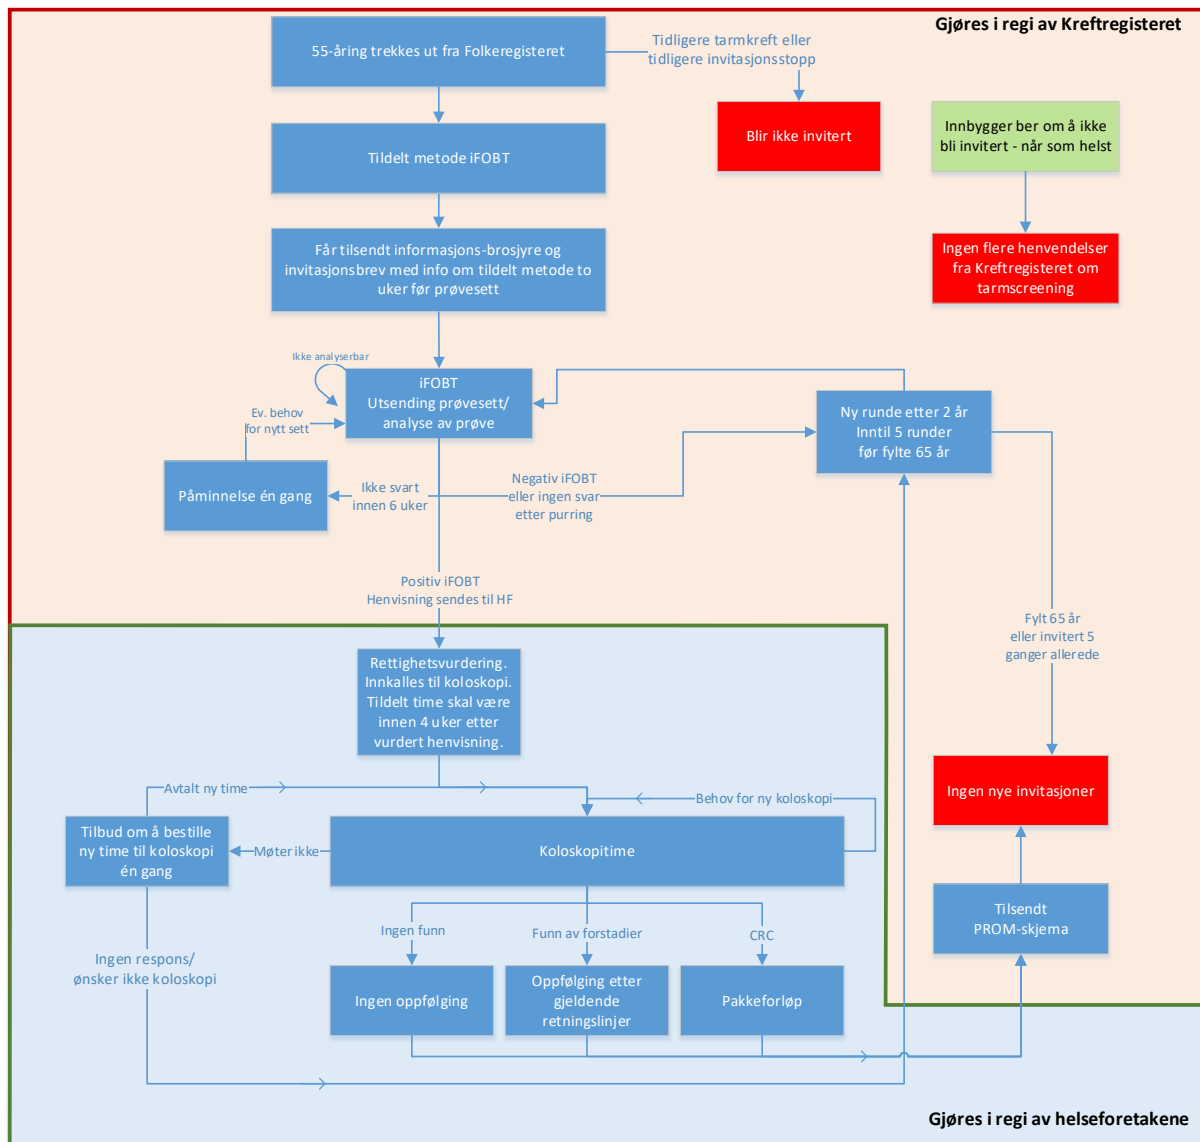 Gjøres i regi av Kreftregisteret
55-åring trekkes ut fra Folkeregisteret
Tidligere tarmkreft eller
tidligere invitasjonsstopp
Blir ikke invitert
Innbygger ber om å ikke
bli invitert - når som helst
Tildelt metode iFOBT
Ingen flere henvendelser
fra Kreftregisteret om
tarmscreening
Får tilsendt informasjons-brosjyre og
invitasjonsbrev med info om tildelt metode to
uker før prøvesett
Ikke analyserbar
iFOBT
Utsending prøvesett/
analyse av prøve
Ny runde etter 2 år
Inntil 5 runder
før fylte 65 år
Ev. behov
for nytt sett
Påminnelse én gang
Ikke svart
innen 6 uker
Negativ iFOBT
eller ingen svar
etter purring
Positiv iFOBT
Henvisning sendes til HF
Fylt 65 år
eller invitert 5
ganger allerede
Rettighetsvurdering.
Innkalles til koloskopi.
Tildelt time skal være
innen 4 uker etter
vurdert henvisning.
Avtalt ny time
Behov for ny koloskopi
Ingen nye invitasjoner
Tilbud om å bestille
ny time til koloskopi
én gang
Møter ikke
Koloskopitime
Tilsendt
PROM-skjema
Ingen funn
Funn av forstadier
CRC
Ingen respons/
ønsker ikke koloskopi
Ingen oppfølging
Oppfølging etter
gjeldende
retningslinjer
Pakkeforløp
Gjøres i regi av helseforetakene